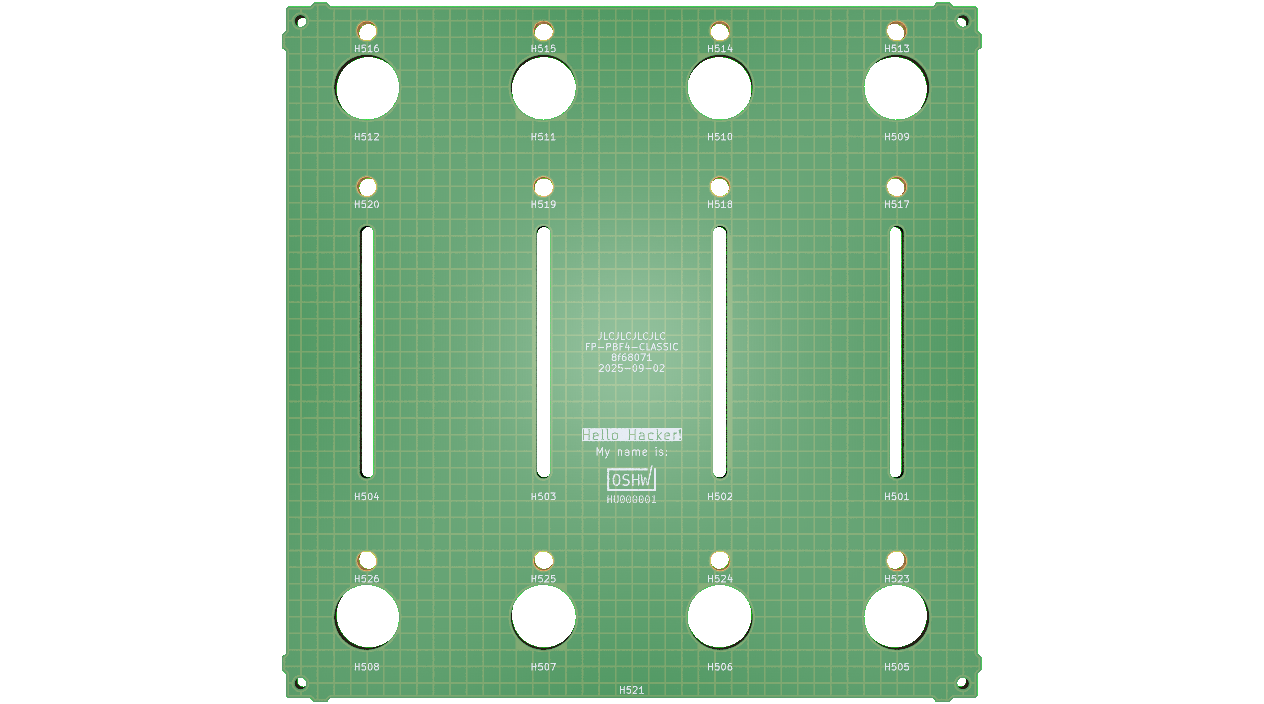 H516 H515 H514 H513
H512 H511 H510 H509
H520 H519 H518 H517
JLCJLCJLCJLC
FP-PBF4-CLASSIC
8f68071
2025-09-02
Hello Hacker!
My name is:
OSHW
HU000001
H504 H503 H502 H501
H526 H525 H524 H523
H508 H507 H506 H505
H521